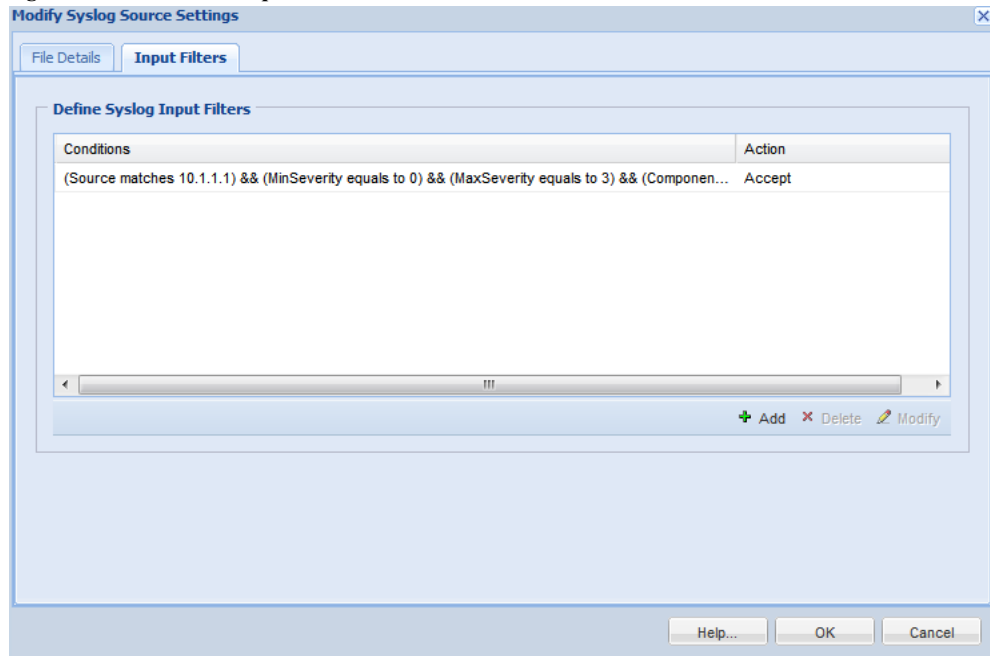 Modify Syslog Source Settings
File Details Input Filters
Define Syslog Input Filters
Conditions Action
(Source matches 10.1.1.1) && (MinSeverity equals to 0) && (MaxSeverity equals to 3) && (Componen... Accept
Add Delete Modify
Help... OK Cancel